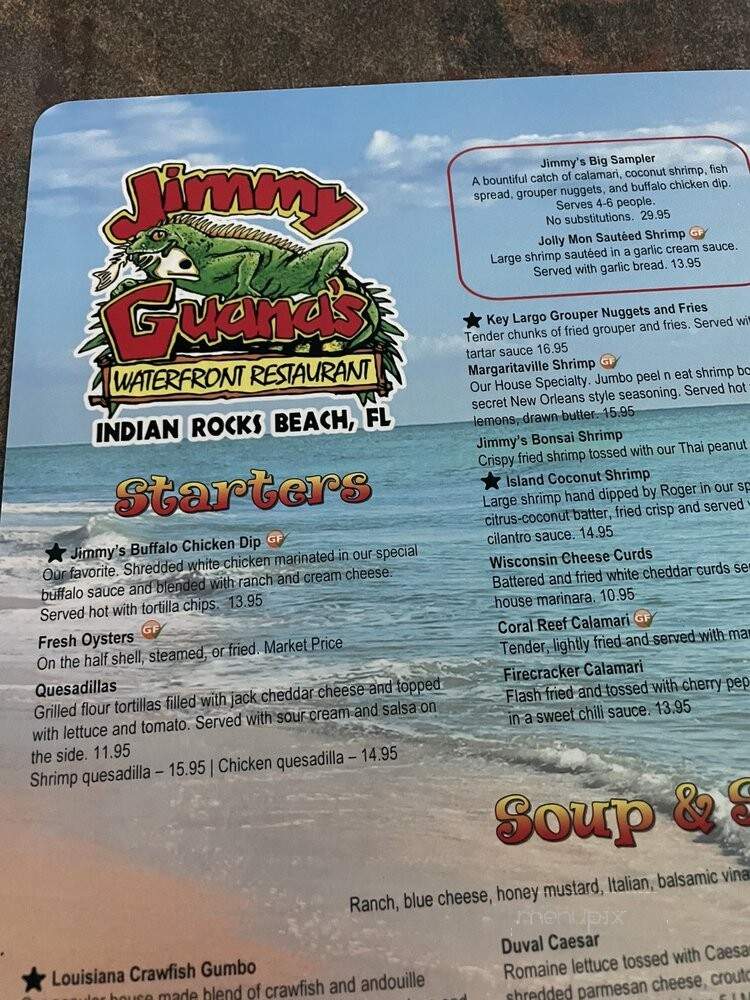 Jimmy
Guana's
WATERFRONT RESTAURANT
INDIAN ROCKS BEACH, FL
Starters
Jimmy's Buffalo Chicken Dip GF
Our favorite. Shredded white chicken marinated in our special
buffalo sauce and blended with ranch and cream cheese.
Served hot with tortilla chips. 13.95
Fresh Oysters GF
On the half shell, steamed, or fried. Market Price
Quesadillas
Grilled flour tortillas filled with jack cheddar cheese and topped
with lettuce and tomato. Served with sour cream and salsa on
the side. 11.95
Shrimp quesadilla – 15.95 | Chicken quesadilla – 14.95
Jimmy's Big Sampler
A bountiful catch of calamari, coconut shrimp, fish
spread, grouper nuggets, and buffalo chicken dip.
Serves 4-6 people.
No substitutions. 29.95
Jolly Mon Sautéed Shrimp GF
Large shrimp sautéed in a garlic cream sauce.
Served with garlic bread. 13.95
Key Largo Grouper Nuggets and Fries
Tender chunks of fried grouper and fries. Served wi
tartar sauce 16.95
Margaritaville Shrimp GF
Our House Specialty. Jumbo peel n eat shrimp bo
secret New Orleans style seasoning. Served hot
lemons, drawn butter. 15.95
Jimmy's Bonsai Shrimp
Crispy fried shrimp tossed with our Thai peanut
Island Coconut Shrimp
Large shrimp hand dipped by Roger in our sp
citrus-coconut batter, fried crisp and served
cilantro sauce. 14.95
Wisconsin Cheese Curds
Battered and fried white cheddar curds se
house marinara. 10.95
Coral Reef Calamari GF
Tender, lightly fried and served with ma
Firecracker Calamari
Flash fried and tossed with cherry pep
in a sweet chili sauce. 13.95
Soup & S
Ranch, blue cheese, honey mustard, Italian, balsamic vina
menupix
Louisiana Crawfish Gumbo
house made blend of crawfish and andouille
Duval Caesar
Romaine lettuce tossed with Caesa
shredded parmesan cheese, crout